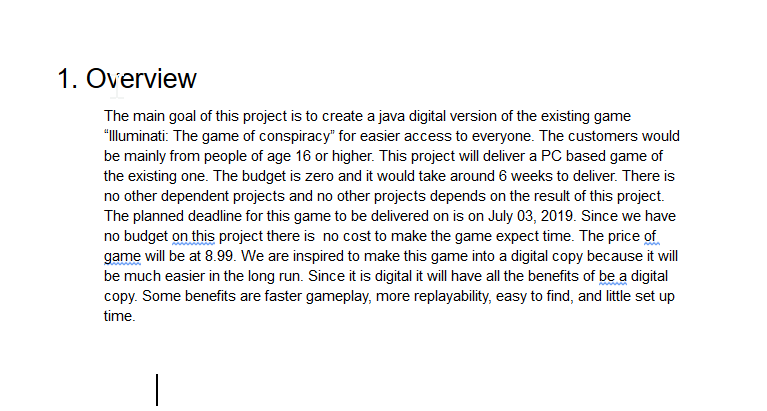 1. Overview
The main goal of this project is to create a java digital version of the existing game
“Illuminati: The game of conspiracy” for easier access to everyone. The customers would
be mainly from people of age 16 or higher. This project will deliver a PC based game of
the existing one. The budget is zero and it would take around 6 weeks to deliver. There is
no other dependent projects and no other projects depends on the result of this project.
The planned deadline for this game to be delivered on is on July 03, 2019. Since we have
no budget on this project there is  no cost to make the game expect time. The price of
game will be at 8.99. We are inspired to make this game into a digital copy because it will
be much easier in the long run. Since it is digital it will have all the benefits of be a digital
copy. Some benefits are faster gameplay, more replayability, easy to find, and little set up
time.